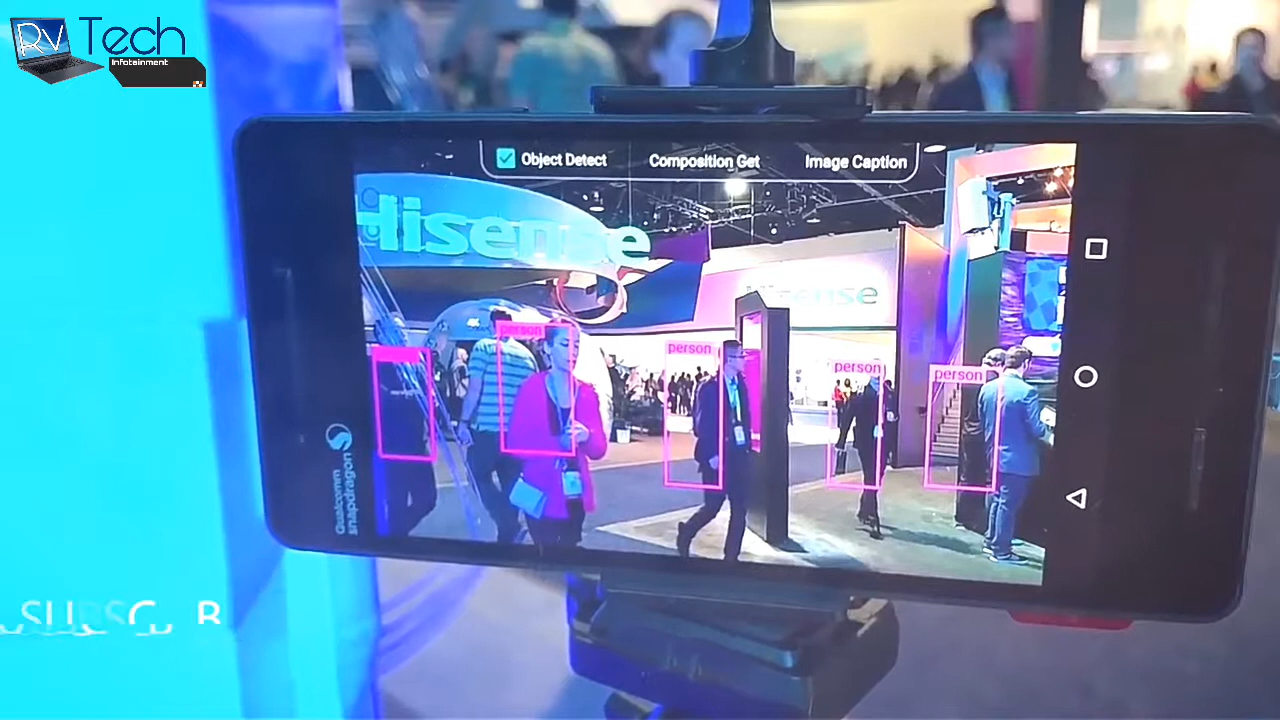 RV Tech
Infotainment
Object Detect
Composition Get
Image Caption
Hisense
Hisense
person
person
person
person
Qualcomm
snapdragon